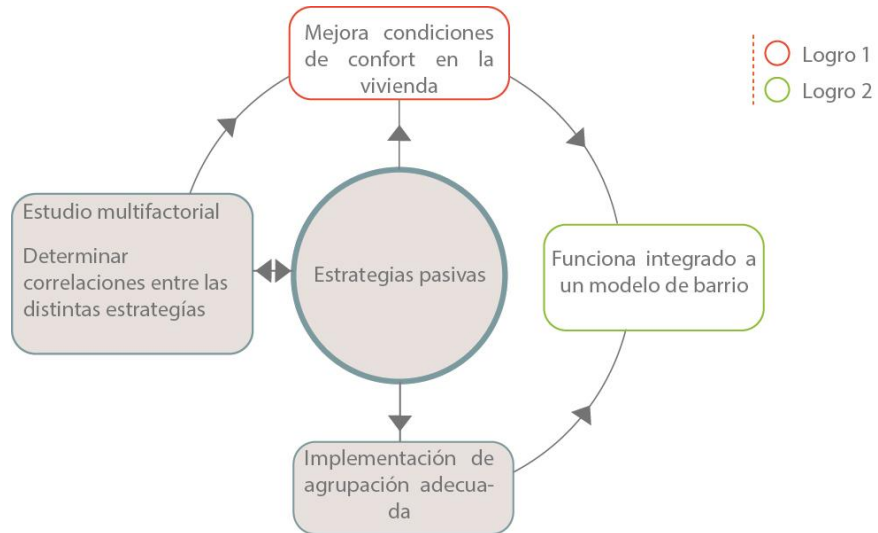 Mejora condiciones
de confort en la
vivienda
Logro 1
Logro 2
Estudio multifactorial
Determinar
correlaciones entre las
distintas estrategías
Estrategias pasivas
Funciona integrado a
un modelo de barrio
Implementación de
agrupación adecua-
da